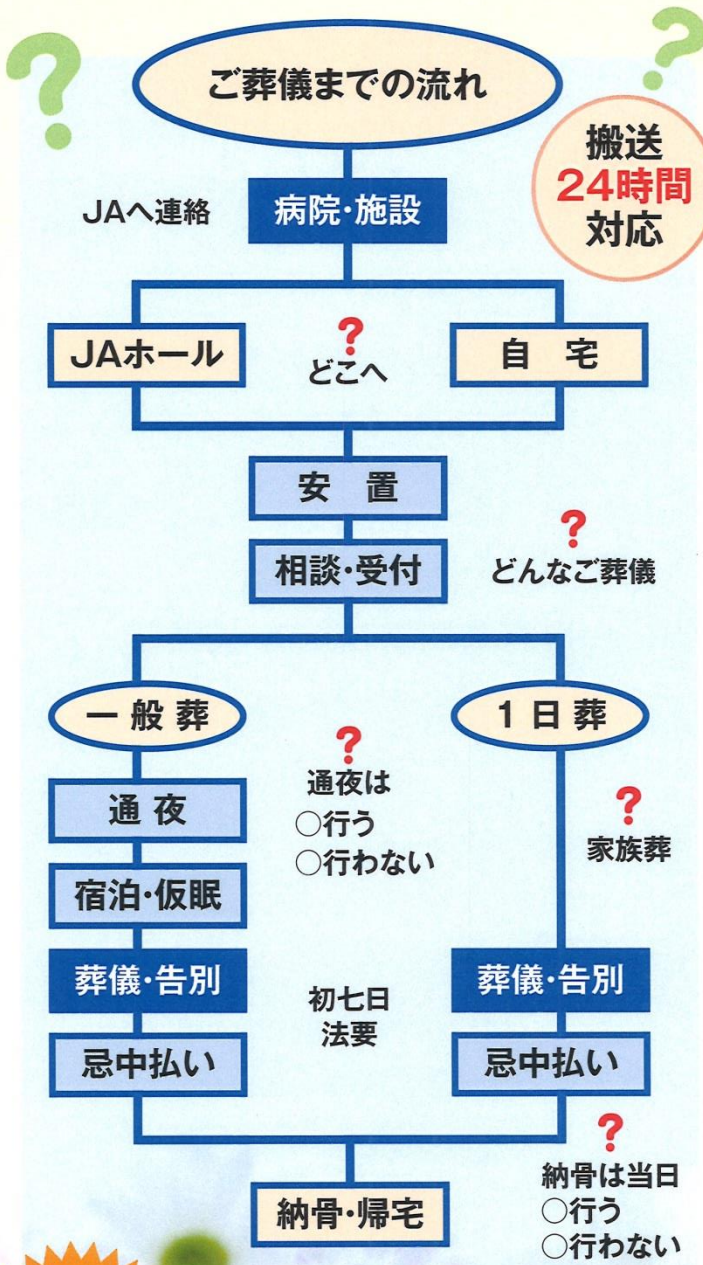 ?
?
ご葬儀までの流れ
搬送
24時間
対応
JAへ連絡
病院・施設
JAホール
?
どこへ
自 宅
安 置
相談・受付
?
どんなご葬儀
一般葬
1日葬
?
通夜は
○行う
○行わない
通夜
?
家族葬
宿泊・仮眠
葬儀・告別
初七日
法要
葬儀・告別
忌中払い
忌中払い
?
納骨は当日
○行う
○行わない
納骨・帰宅